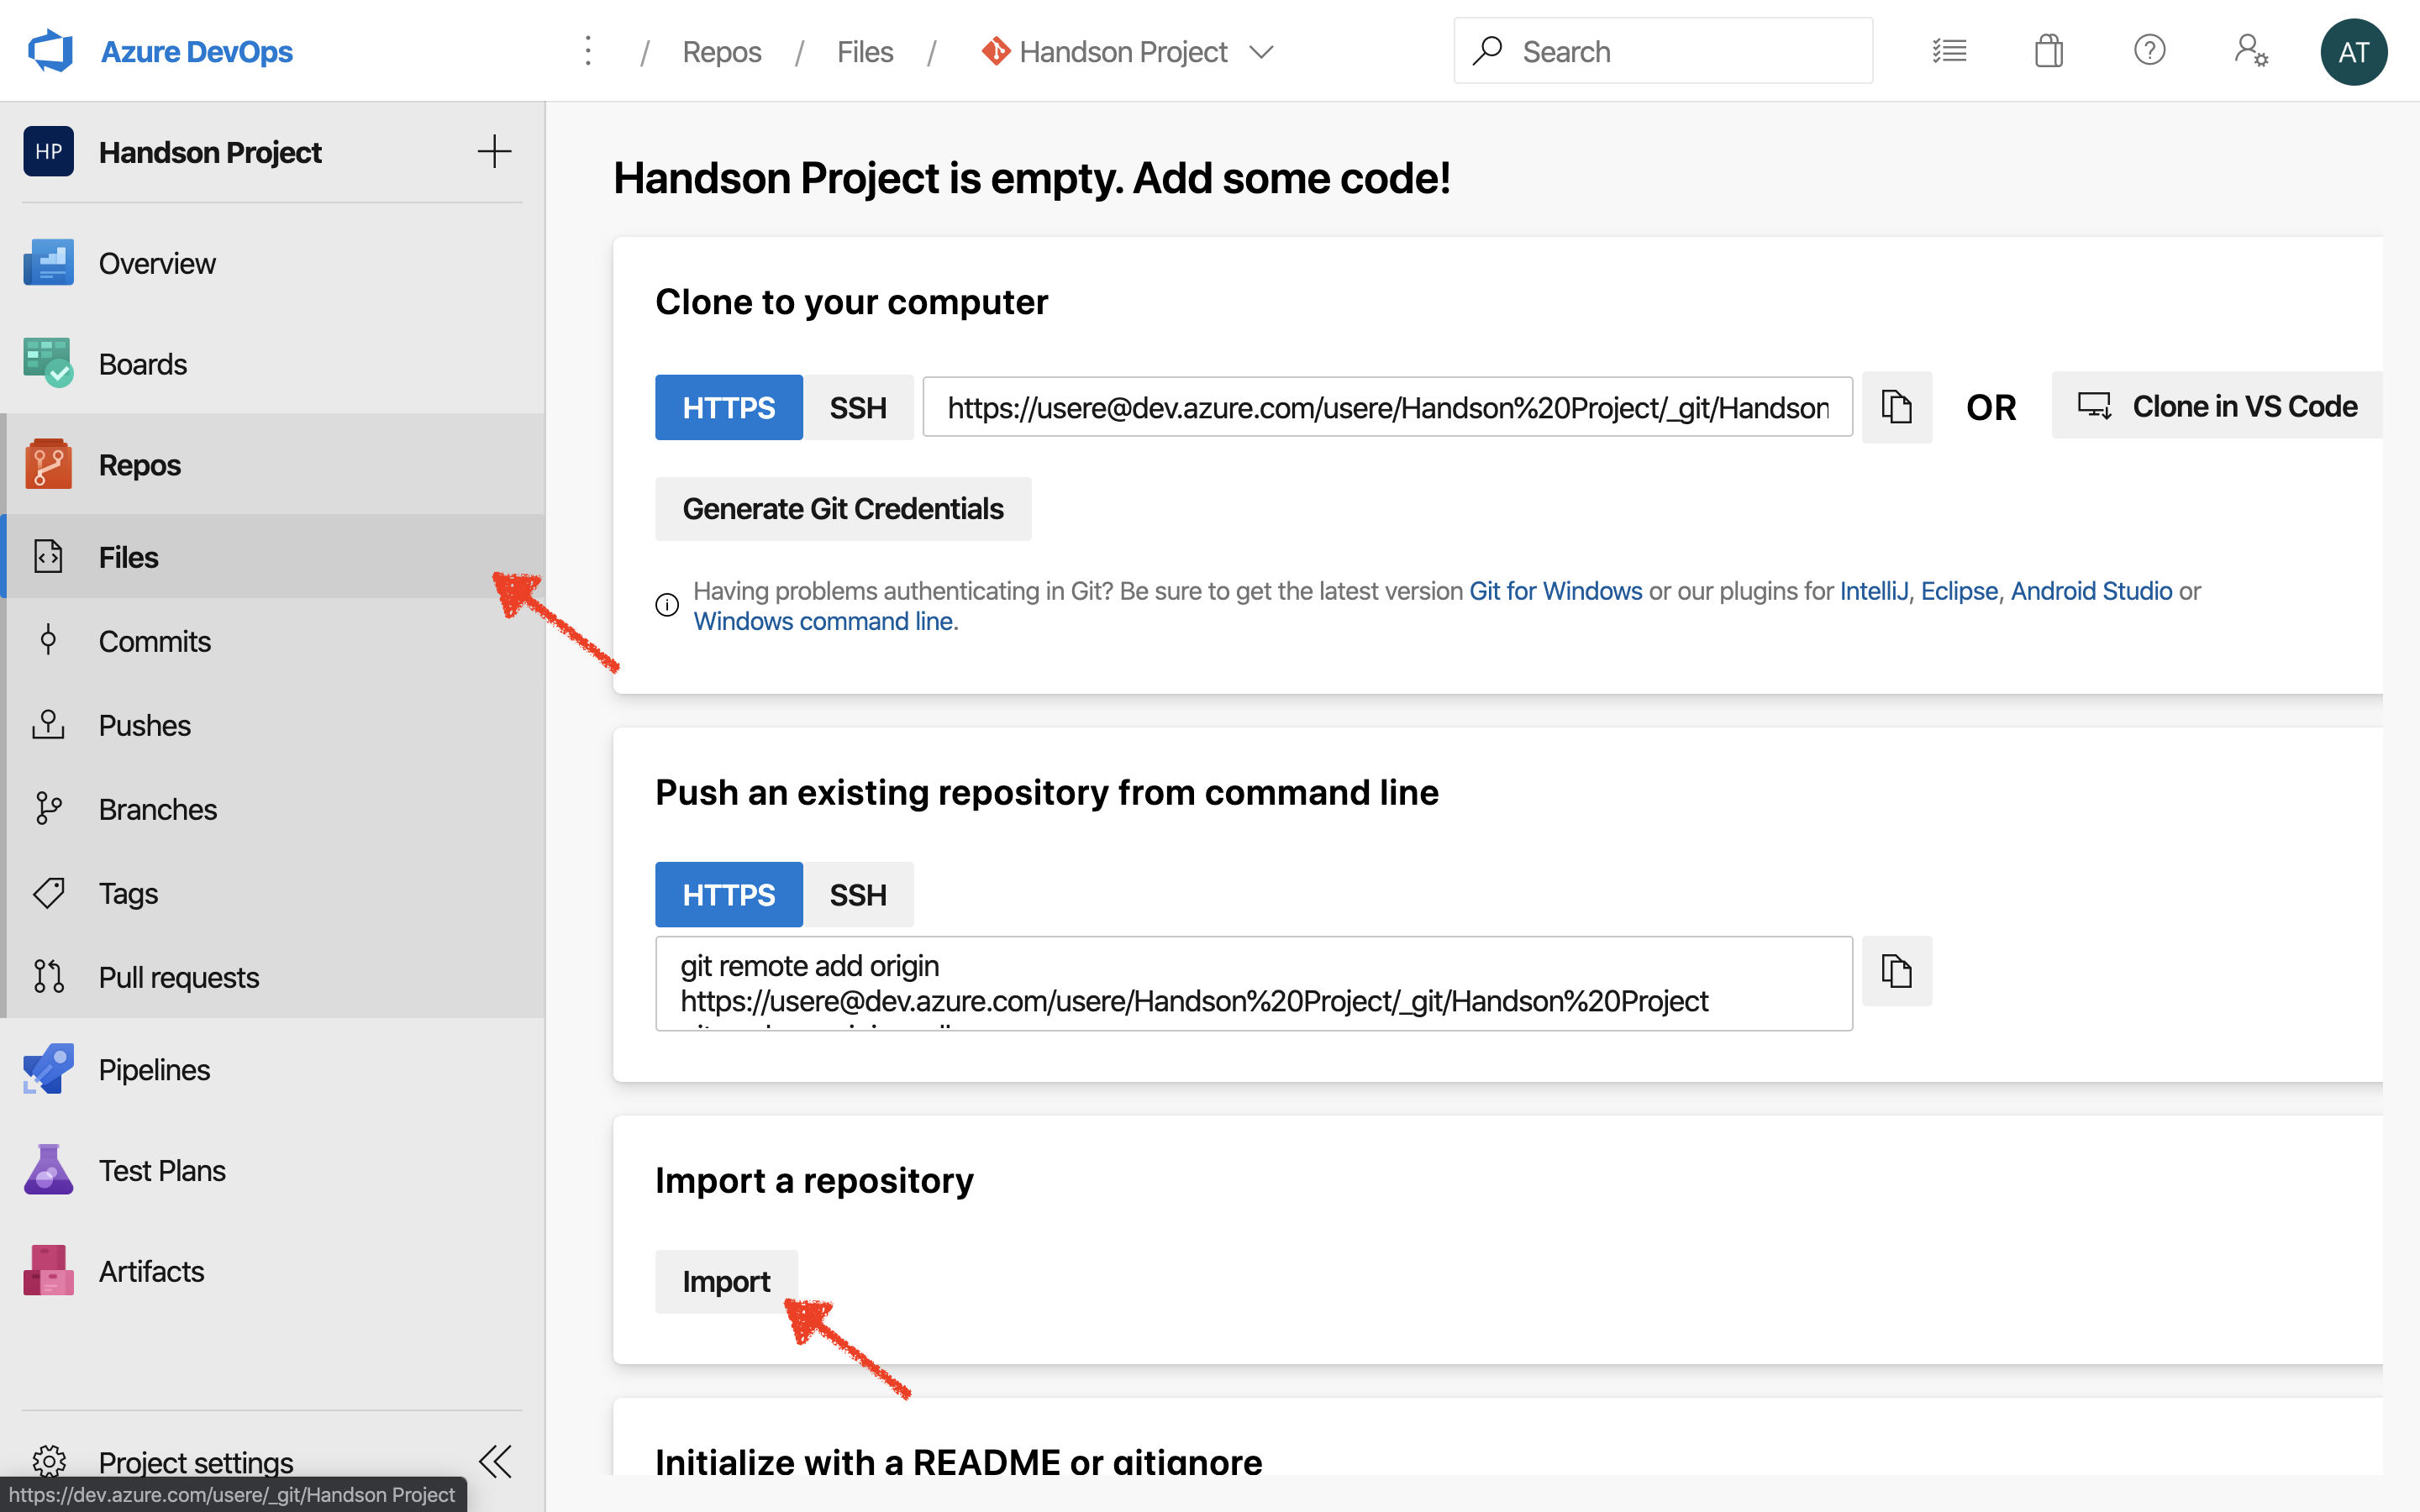 Azure DevOps
/ Repos / Files / Handson Project
Search
AT
HP
Handson Project
Overview
Boards
Repos
Files
Commits
Pushes
Branches
Tags
Pull requests
Pipelines
Test Plans
Artifacts
Project settings
https://dev.azure.com/usere/_git/Handson Project
Handson Project is empty. Add some code!
Clone to your computer
HTTPS SSH https://usere@dev.azure.com/usere/Handson%20Project/_git/Handson OR Clone in VS Code
Generate Git Credentials
Having problems authenticating in Git? Be sure to get the latest version Git for Windows or our plugins for IntelliJ, Eclipse, Android Studio or
Windows command line.
Push an existing repository from command line
HTTPS SSH
git remote add origin
https://usere@dev.azure.com/usere/Handson%20Project/_git/Handson%20Project
Import a repository
Import
Initialize with a README or gitignore